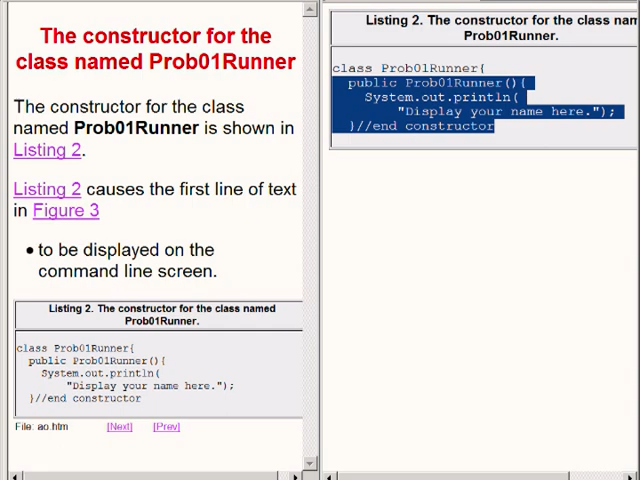 The constructor for the
class named Prob01Runner
The constructor for the class
named Prob01Runner is shown in
Listing 2.
Listing 2 causes the first line of text
in Figure 3
• to be displayed on the
command line screen.
Listing 2. The constructor for the class named
Prob01Runner.
class Prob01Runner{
public Prob01Runner(){
System.out.println(
"Display your name here.");
}//end constructor
File: ao.htm [Next] [Prev]
Listing 2. The constructor for the class nam
Prob01Runner.
class Prob01Runner{
public Prob01Runner(){
System.out.println(
"Display your name here.");
}//end constructor